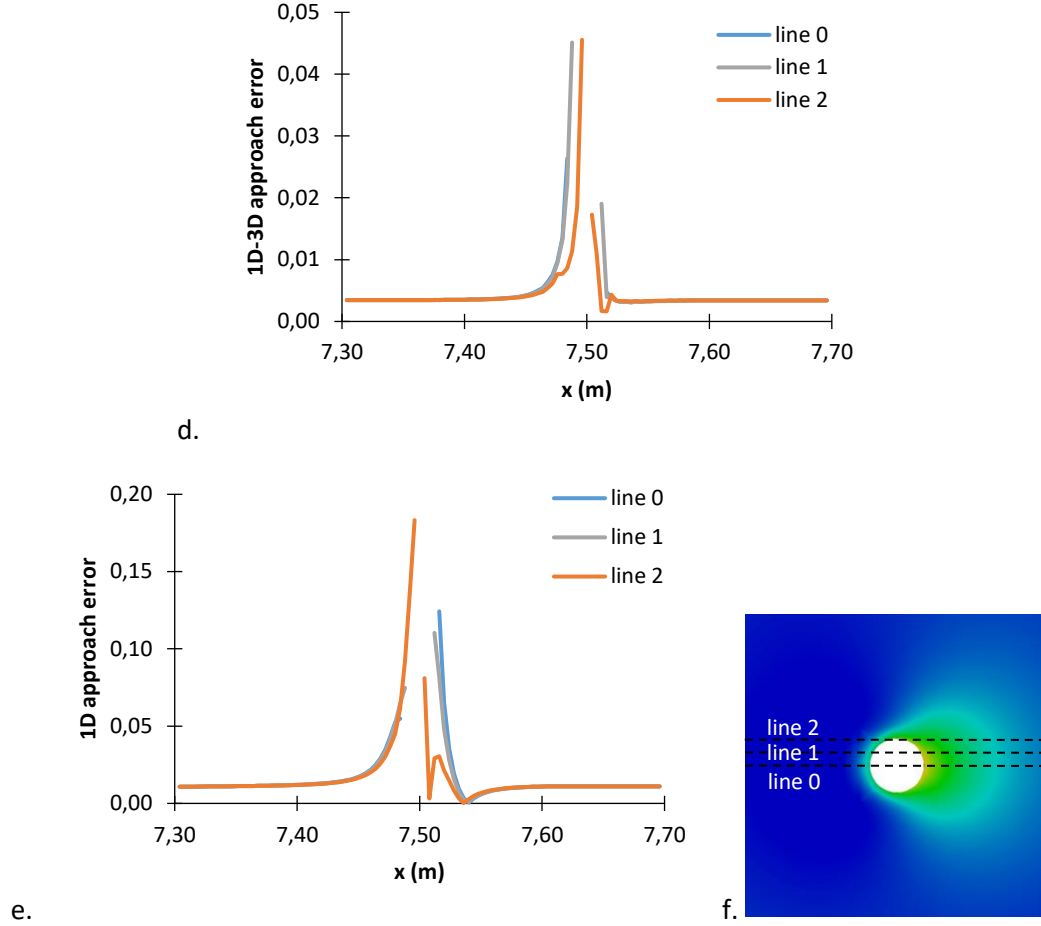 0,05
0,04
0,03
0,02
0,01
0,00
1D-3D approach error
line 0
line 1
line 2
7,30 7,40 7,50 7,60 7,70
x (m)
d.
0,20
0,15
0,10
0,05
0,00
1D approach error
line 0
line 1
line 2
7,30 7,40 7,50 7,60 7,70
x (m)
e.
line 2
line 1
line 0
f.